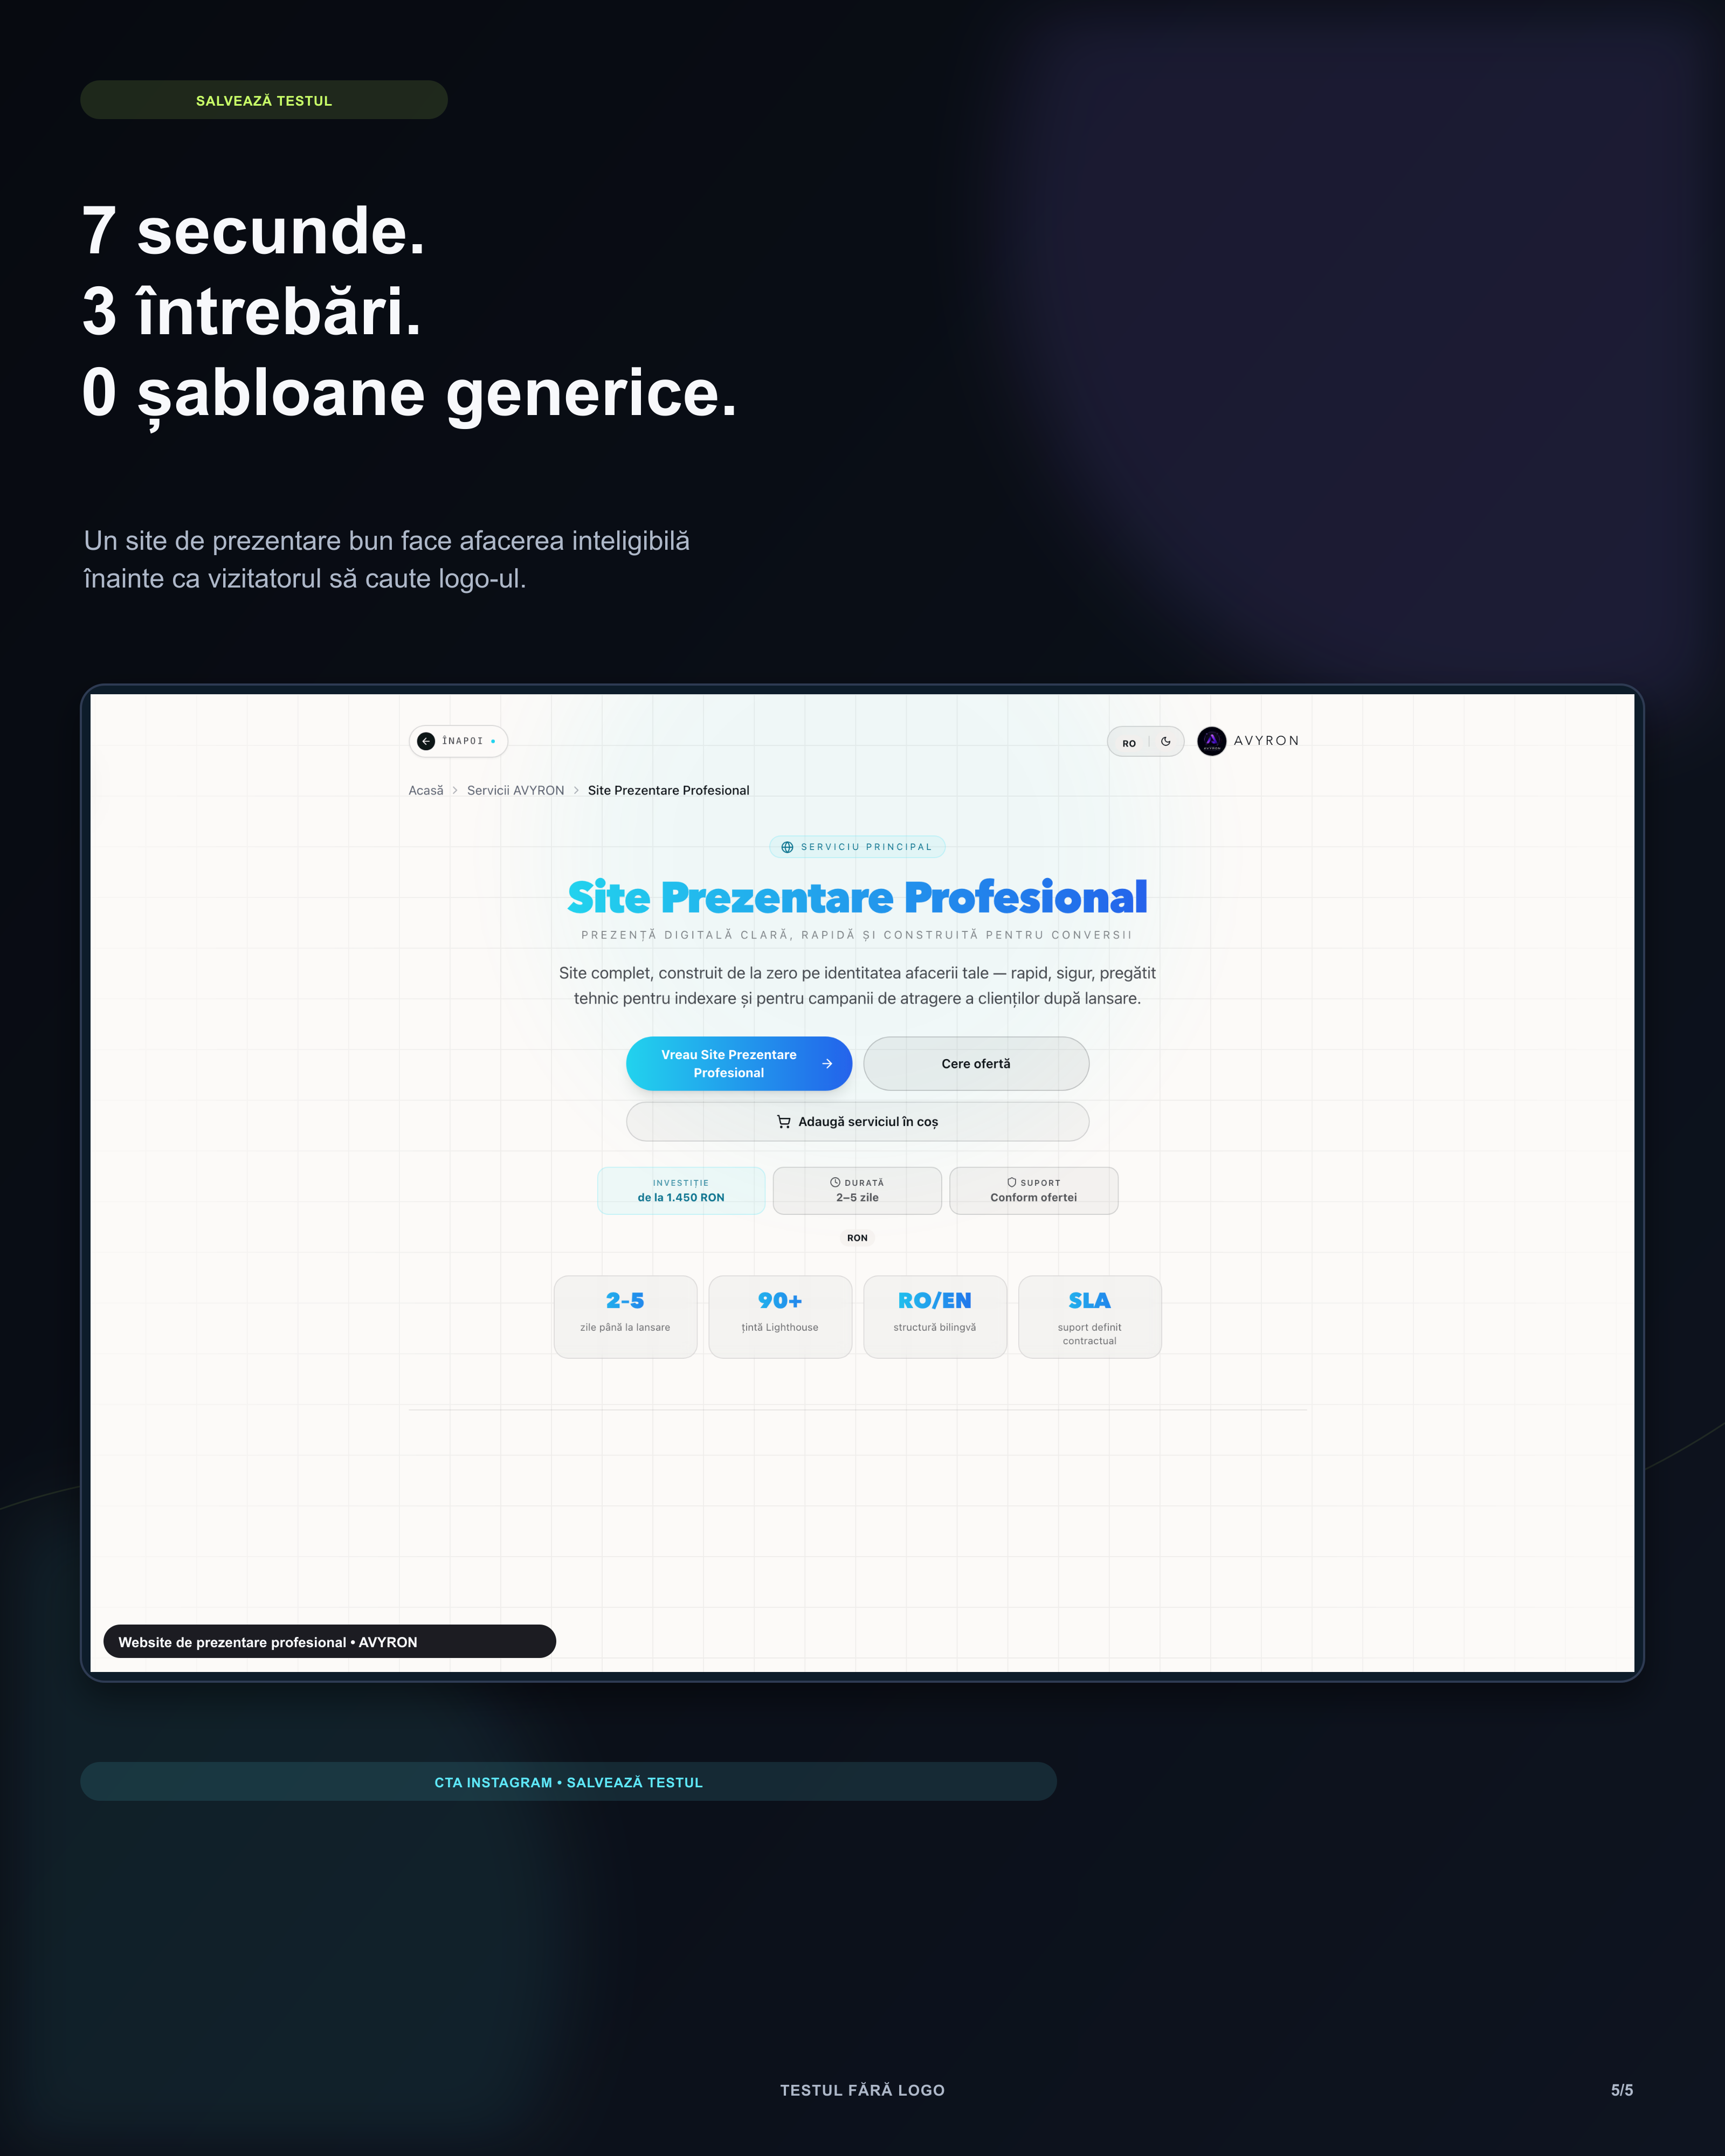 SALVEAZĂ TESTUL
7 secunde.
3 întrebări.
0 șabloane generice.
Un site de prezentare bun face afacerea inteligibilă
înainte ca vizitatorul să caute logo-ul.
ÎNAPOI
RO
AVYRON
Acasă > Servicii AVYRON > Site Prezentare Profesional
SERVICIU PRINCIPAL
Site Prezentare Profesional
PREZENȚĂ DIGITALĂ CLARĂ, RAPIDĂ ȘI CONSTRUITĂ PENTRU CONVERSII
Site complet, construit de la zero pe identitatea afacerii tale — rapid, sigur, pregătit
tehnic pentru indexare și pentru campanii de atragere a clienților după lansare.
Vreau Site Prezentare
Profesional
Cere ofertă
Adaugă serviciul în coș
INVESTIȚIE
de la 1.450 RON
DURATĂ
2–5 zile
SUPORT
Conform ofertei
RON
2-5
zile până la lansare
90+
țintă Lighthouse
RO/EN
structură bilingvă
SLA
suport definit
contractual
Website de prezentare profesional • AVYRON
CTA INSTAGRAM • SALVEAZĂ TESTUL
TESTUL FĂRĂ LOGO
5/5